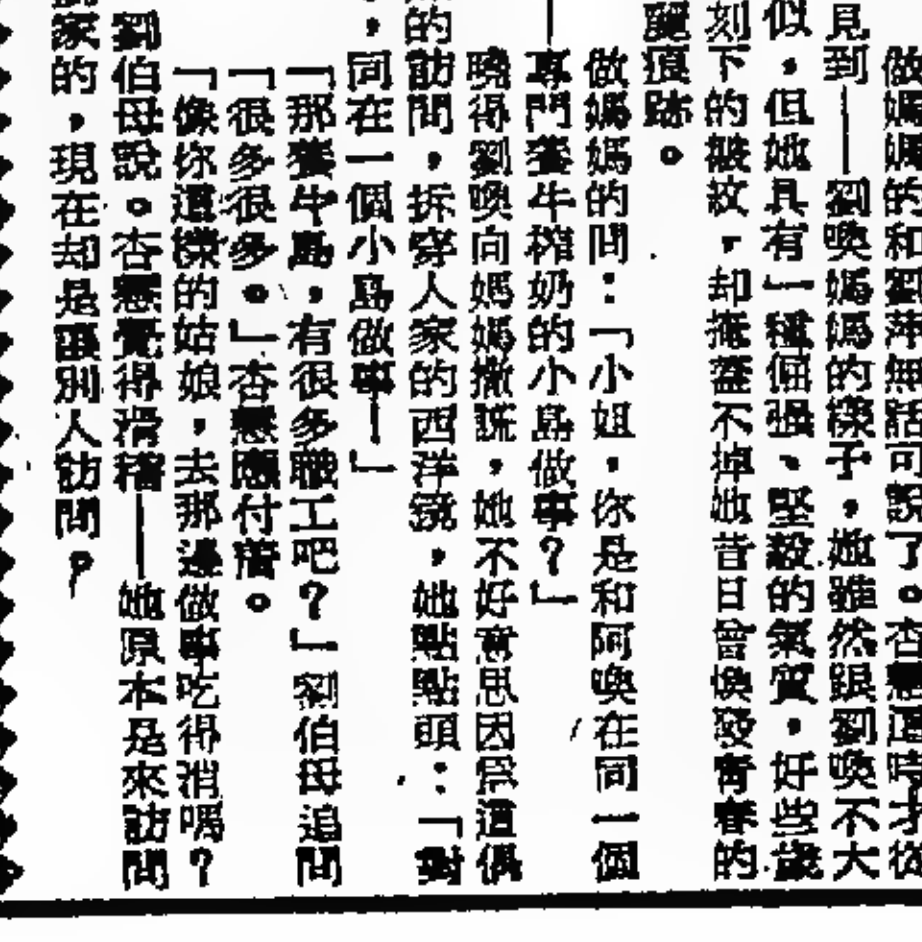 做媽媽的和劉萍無話可說了。杏慧這時才從
見到——劉喚媽媽的樣子,她雖然跟劉喚不大
似,但她具有一種倔強、堅毅的氣質,好些歲
刻下的皺紋,却掩蓋不掉她昔日曾煥發青春的
麗痕跡。
做媽媽的問:「小姐,你是和阿喚在同一個
——專門養牛榨奶的小島做事?」
曉得劉喚向媽媽撒謊,她不好意思因為這偶
的訪問,拆穿人家的西洋鏡,她點點頭:「對
,同在一個小島做事—」
「那養牛島,有很多職工吧?」劉伯母追問
「很多很多。」杏慧應付着。
「像你這樣的姑娘,去那邊做事吃得消嗎?
劉伯母說。杏慧覺得滑稽——她原本是來訪問
家的,現在却是讓別人訪問。